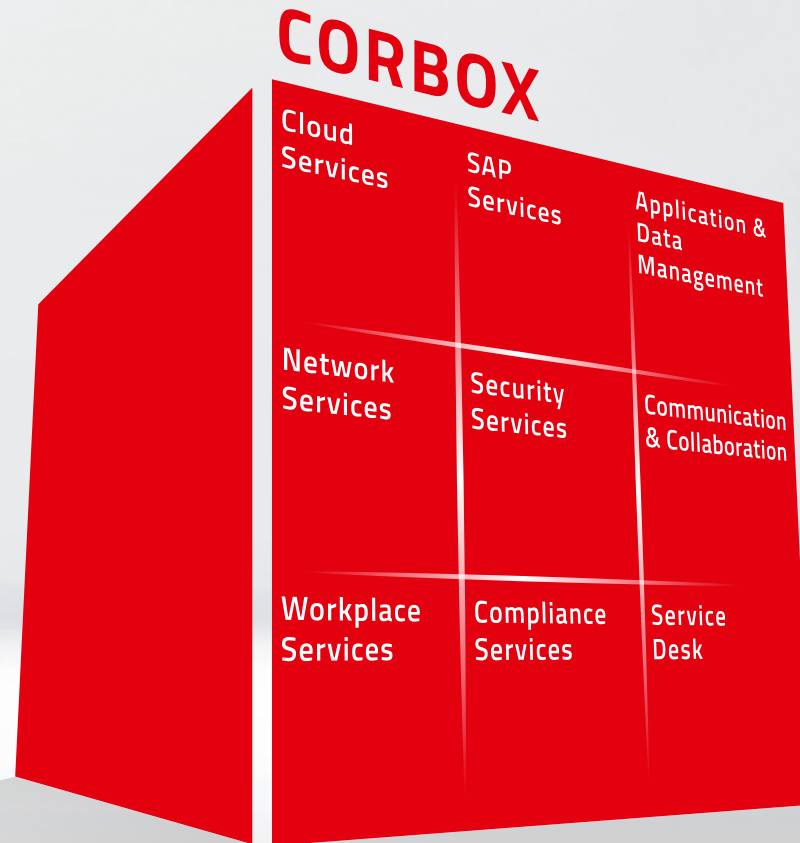 CORBOX
Cloud
Services
SAP
Services
Application &
Data
Management
Network
Services
Security
Services
Communication
& Collaboration
Workplace
Services
Compliance
Services
Service
Desk